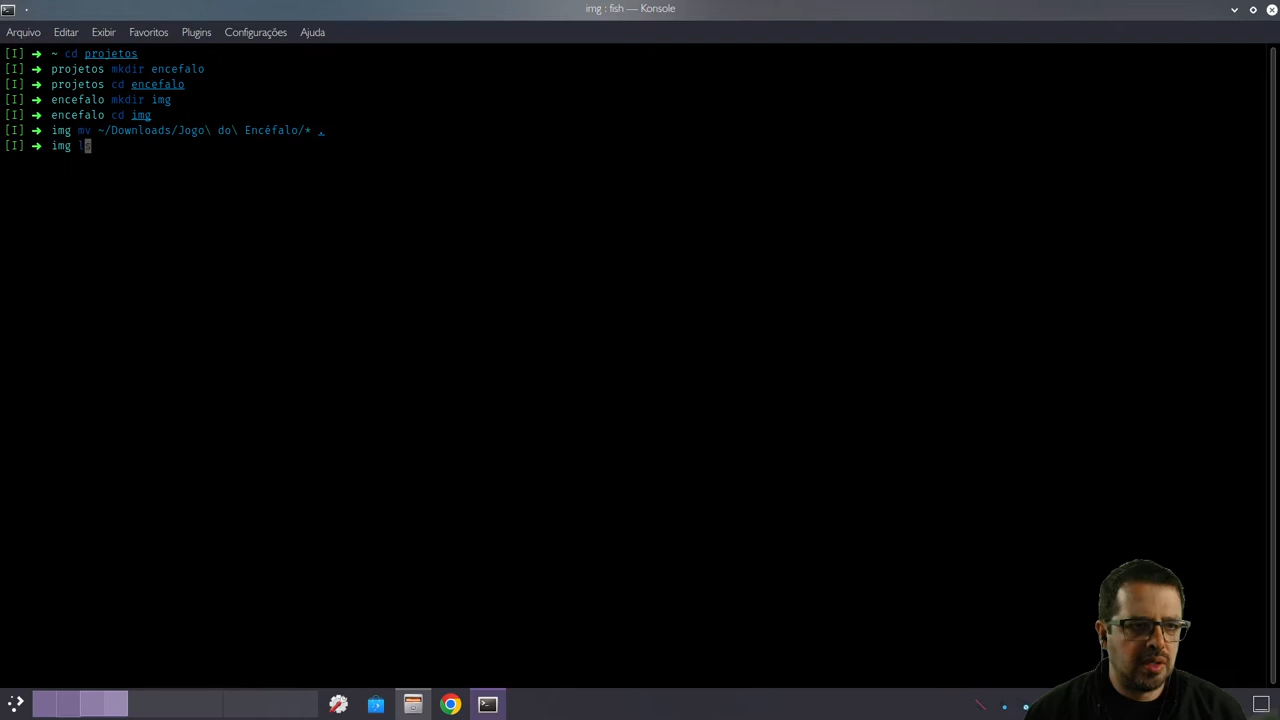 img : fish — Konsole
Arquivo Editar Exibir Favoritos Plugins Configurações Ajuda
[I] ➜ ~ cd projetos
[I] ➜ projetos mkdir encefalo
[I] ➜ projetos cd encefalo
[I] ➜ encefalo mkdir img
[I] ➜ encefalo cd img
[I] ➜ img mv ~/Downloads/Jogo\ do\ Encéfalo/* .
[I] ➜ img ls